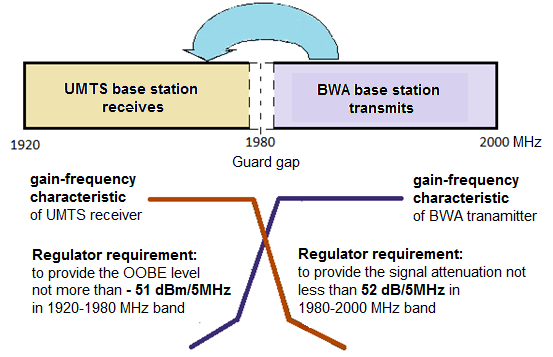 UMTS base station
receives
BWA base station
transmits
1920
1980
2000 MHz
Guard gap
gain-frequency
characteristic
of UMTS receiver
gain-frequency
characteristic
of BWA tranamitter
Regulator requirement:
to provide the OOBE level
not more than - 51 dBm/5MHz
in 1920-1980 MHz band
Regulator requirement:
to provide the signal attenuation not
less than 52 dB/5MHz in
1980-2000 MHz band